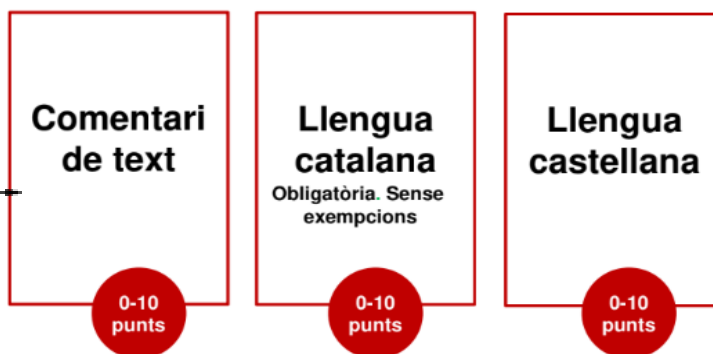 Comentari
de text
0-10
punts
Llengua
catalana
Obligatòria. Sense
exempcions
0-10
punts
Llengua
castellana
0-10
punts